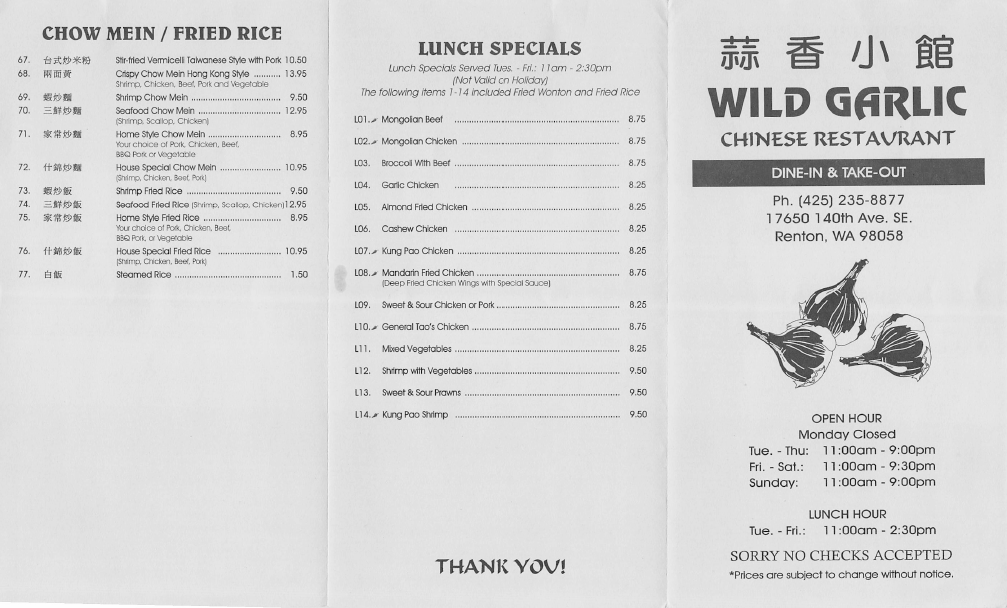 CHOW MEIN / FRIED RICE
67. 台式炒米粉 Stir-fried Vermicelli Taiwanese Style with Pork 10.50
68. 兩面黃 Crispy Chow Mein Hong Kong Style .......... 13.95
Shrimp, Chicken, Beef, Pork and Vegetable
69. 蝦炒麵 Shrimp Chow Mein .................................... 9.50
70. 三鮮炒麵 Seafood Chow Mein ................................ 12.95
(Shrimp, Scallop, Chicken)
71. 家常炒麵 Home Style Chow Mein ............................. 8.95
Your choice of Pork, Chicken, Beef,
BBQ Pork or Vegetable
72. 什錦炒麵 House Special Chow Mein ....................... 10.95
(Shrimp, Chicken, Beef, Pork)
73. 蝦炒飯 Shrimp Fried Rice ..................................... 9.50
74. 三鮮炒飯 Seafood Fried Rice (Shrimp, Scallop, Chicken)12.95
75. 家常炒飯 Home Style Fried Rice ............................... 8.95
Your choice of Pork, Chicken, Beef,
BBQ Pork, or Vegetable
76. 什錦炒飯 House Special Fried Rice ......................... 10.95
(Shrimp, Chicken, Beef, Pork)
77. 白飯 Steamed Rice .......................................... 1.50
LUNCH SPECIALS
Lunch Specials Served Tues. - Fri.: 11am - 2:30pm
(Not Valid on Holiday)
The following items 1-14 included Fried Wonton and Fried Rice
L01. Mongolian Beef .................................................. 8.75
L02. Mongolian Chicken .................................................. 8.75
L03. Broccoli With Beef .................................................. 8.75
L04. Garlic Chicken .................................................. 8.25
L05. Almond Fried Chicken .................................................. 8.25
L06. Cashew Chicken .................................................. 8.25
L07. Kung Pao Chicken .................................................. 8.25
L08. Mandarin Fried Chicken .................................................. 8.75
(Deep Fried Chicken Wings with Special Sauce)
L09. Sweet & Sour Chicken or Pork .................................................. 8.25
L10. General Tao's Chicken .................................................. 8.75
L11. Mixed Vegetables .................................................. 8.25
L12. Shrimp with Vegetables .................................................. 9.50
L13. Sweet & Sour Prawns .................................................. 9.50
L14. Kung Pao Shrimp .................................................. 9.50
THANK YOU!
蒜香小館
WILD GARLIC
CHINESE RESTAURANT
DINE-IN & TAKE-OUT
Ph. (425) 235-8877
17650 140th Ave. SE.
Renton, WA 98058
OPEN HOUR
Monday Closed
Tue. - Thu: 11:00am - 9:00pm
Fri. - Sat.: 11:00am - 9:30pm
Sunday: 11:00am - 9:00pm
LUNCH HOUR
Tue. - Fri.: 11:00am - 2:30pm
SORRY NO CHECKS ACCEPTED
*Prices are subject to change without notice.